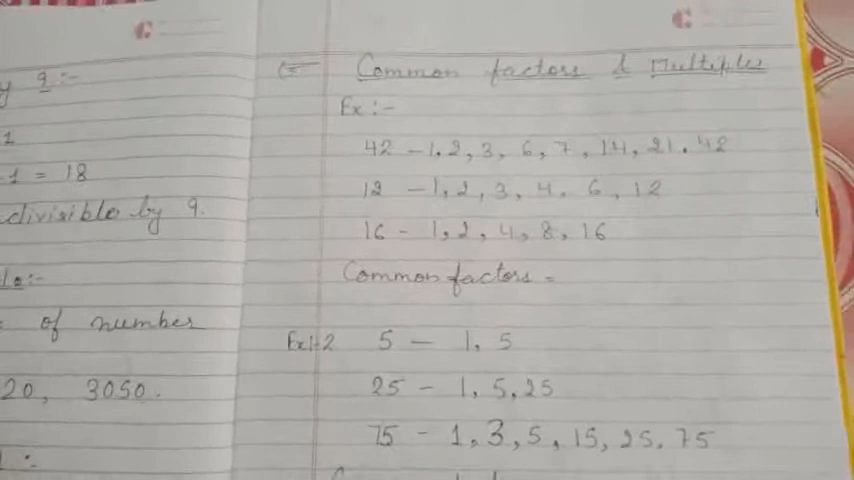 y 9:-
1
1 = 18
divisible by 9.
of number
20, 3050.
Common factors & Multiples
Ex:-
42 - 1, 2, 3, 6, 7, 14, 21, 42
12 - 1, 2, 3, 4, 6, 12
16 - 1, 2, 4, 8, 16
Common factors =
Ex:-2 5 - 1, 5
25 - 1, 5, 25
75 - 1, 3, 5, 15, 25, 75